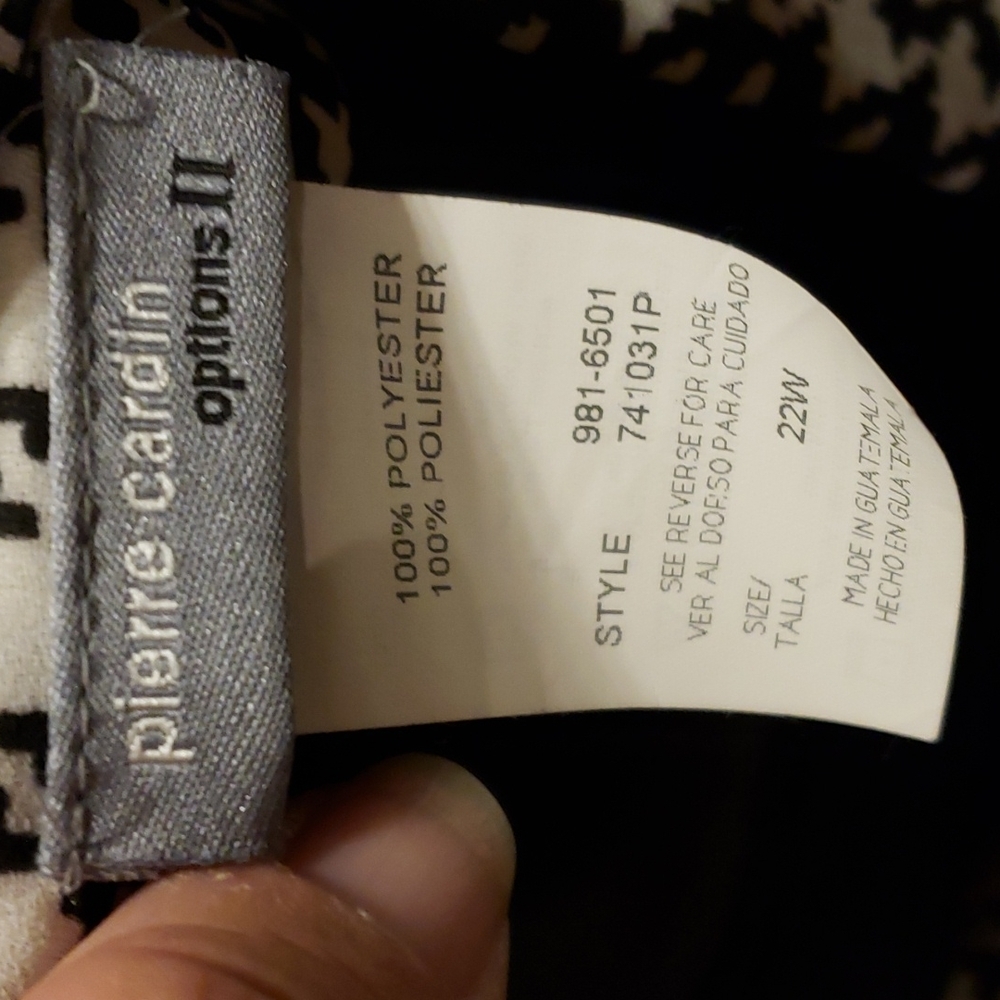 pierre cardin
options II
100% POLYESTER
100% POLIESTER
981-6501
STYLE 741031P
SEE REVERSE FOR CARE
VER AL DORSO PARA CUIDADO
SIZE/
TALLA 22W
MADE IN GUATEMALA
HECHO EN GUATEMALA